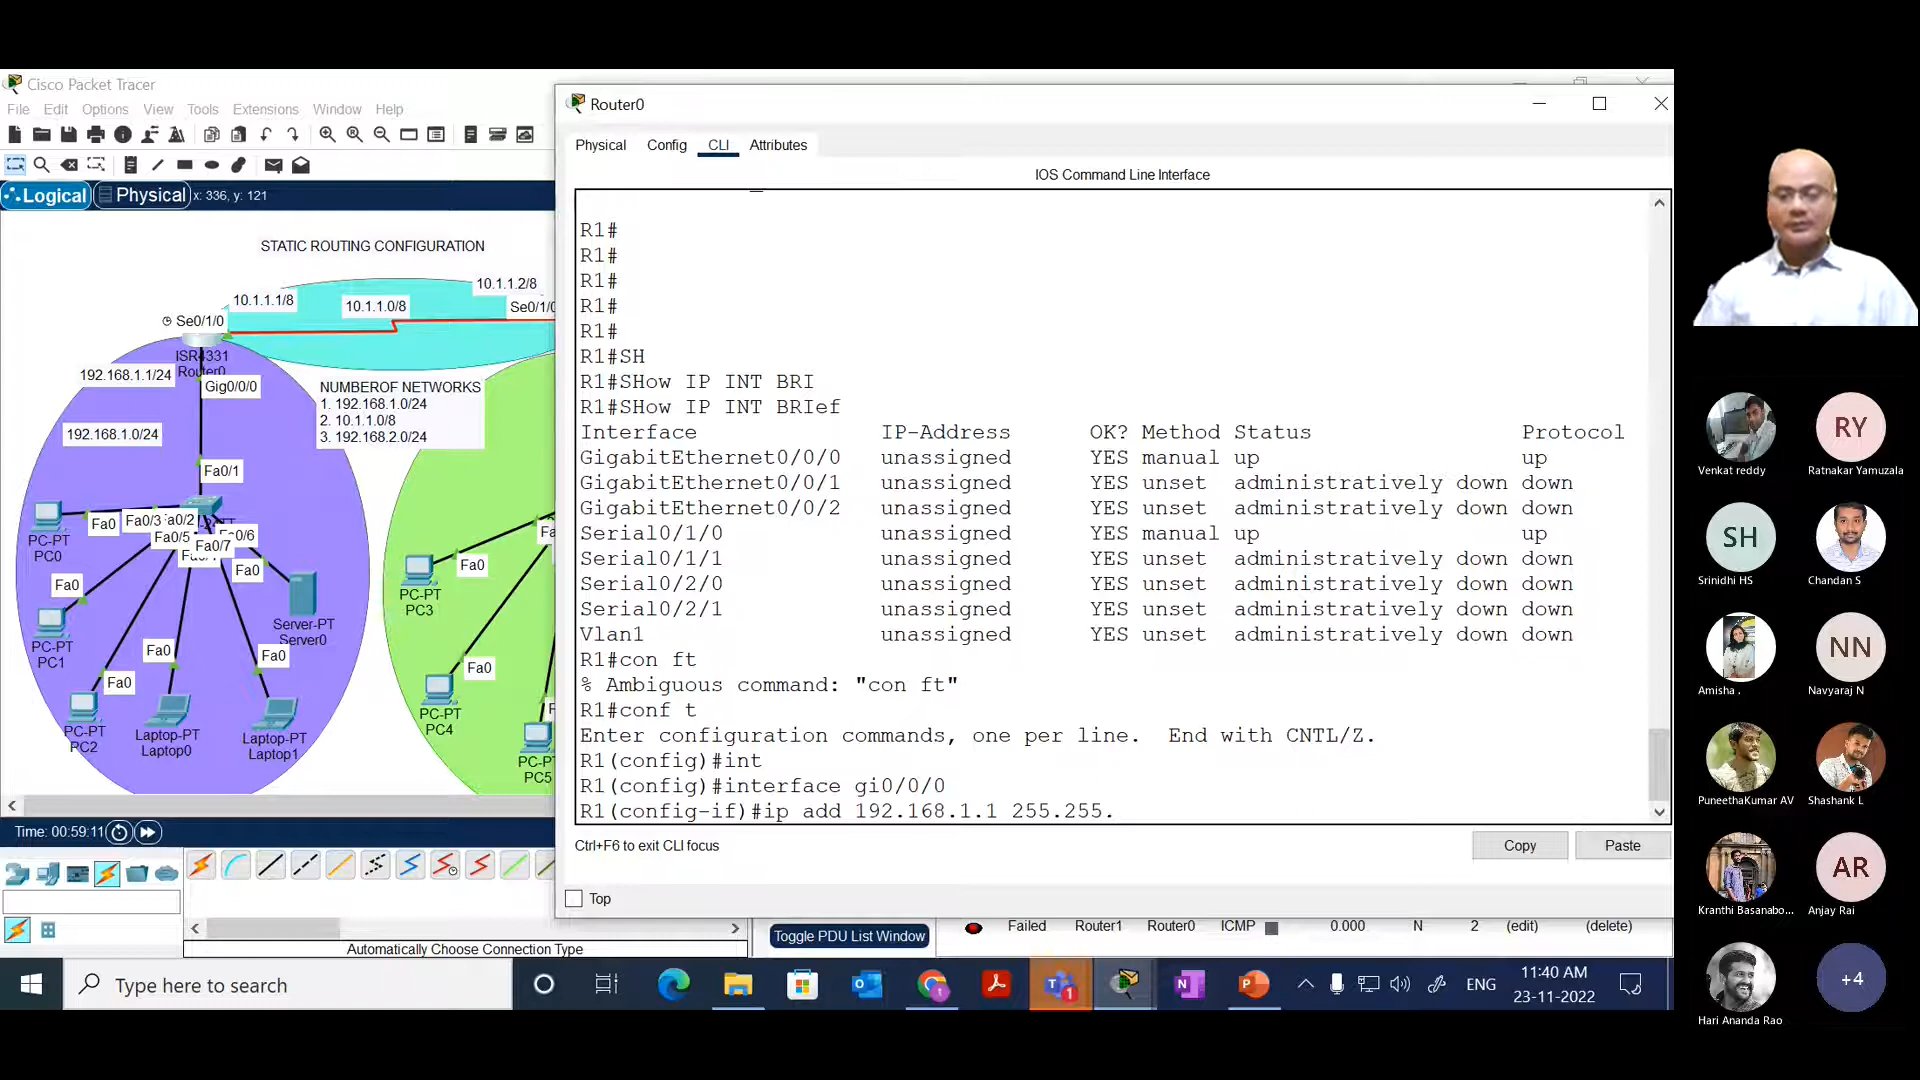 Cisco Packet Tracer
File Edit Options View Tools Extensions Window Help
Logical Physical x: 336, y: 121
STATIC ROUTING CONFIGURATION
10.1.1.2/8
10.1.1.1/8
10.1.1.0/8
Se0/1/0
Se0/1/0
ISR4331
Router0
192.168.1.1/24
Gig0/0/0
NUMBEROF NETWORKS
1. 192.168.1.0/24
2. 10.1.1.0/8
3. 192.168.2.0/24
192.168.1.0/24
Fa0/1
Fa0
Fa0/3
Fa0/2
Fa0/5
Fa0/7
Fa0/6
PC-PT
PC0
Fa0
Fa0
PC-PT
PC1
Server-PT
Server0
Fa0
Fa0
Fa0
PC-PT
PC2
Laptop-PT
Laptop0
Laptop-PT
Laptop1
Fa0
PC-PT
PC3
Fa0
PC-PT
PC4
PC-P
PC5
Time: 00:59:11
Automatically Choose Connection Type
Router0
Physical Config CLI Attributes
IOS Command Line Interface
R1#
R1#
R1#
R1#
R1#
R1#SH
R1#SHow IP INT BRI
R1#SHow IP INT BRIef
Interface IP-Address OK? Method Status Protocol
GigabitEthernet0/0/0 unassigned YES manual up up
GigabitEthernet0/0/1 unassigned YES unset administratively down down
GigabitEthernet0/0/2 unassigned YES unset administratively down down
Serial0/1/0 unassigned YES manual up up
Serial0/1/1 unassigned YES unset administratively down down
Serial0/2/0 unassigned YES unset administratively down down
Serial0/2/1 unassigned YES unset administratively down down
Vlan1 unassigned YES unset administratively down down
R1#con ft
% Ambiguous command: "con ft"
R1#conf t
Enter configuration commands, one per line. End with CNTL/Z.
R1(config)#int
R1(config)#interface gi0/0/0
R1(config-if)#ip add 192.168.1.1 255.255.
Ctrl+F6 to exit CLI focus
Copy Paste
Top
Toggle PDU List Window
Failed Router1 Router0 ICMP 0.000 N 2 (edit) (delete)
Type here to search
ENG
11:40 AM
23-11-2022
Venkat reddy
RY
Ratnakar Yamuzala
SH
Srinidhi HS
Chandan S
Amisha .
NN
Navyaraj N
PuneethaKumar AV
Shashank L
Kranthi Basanabo...
AR
Anjay Rai
Hari Ananda Rao
+4